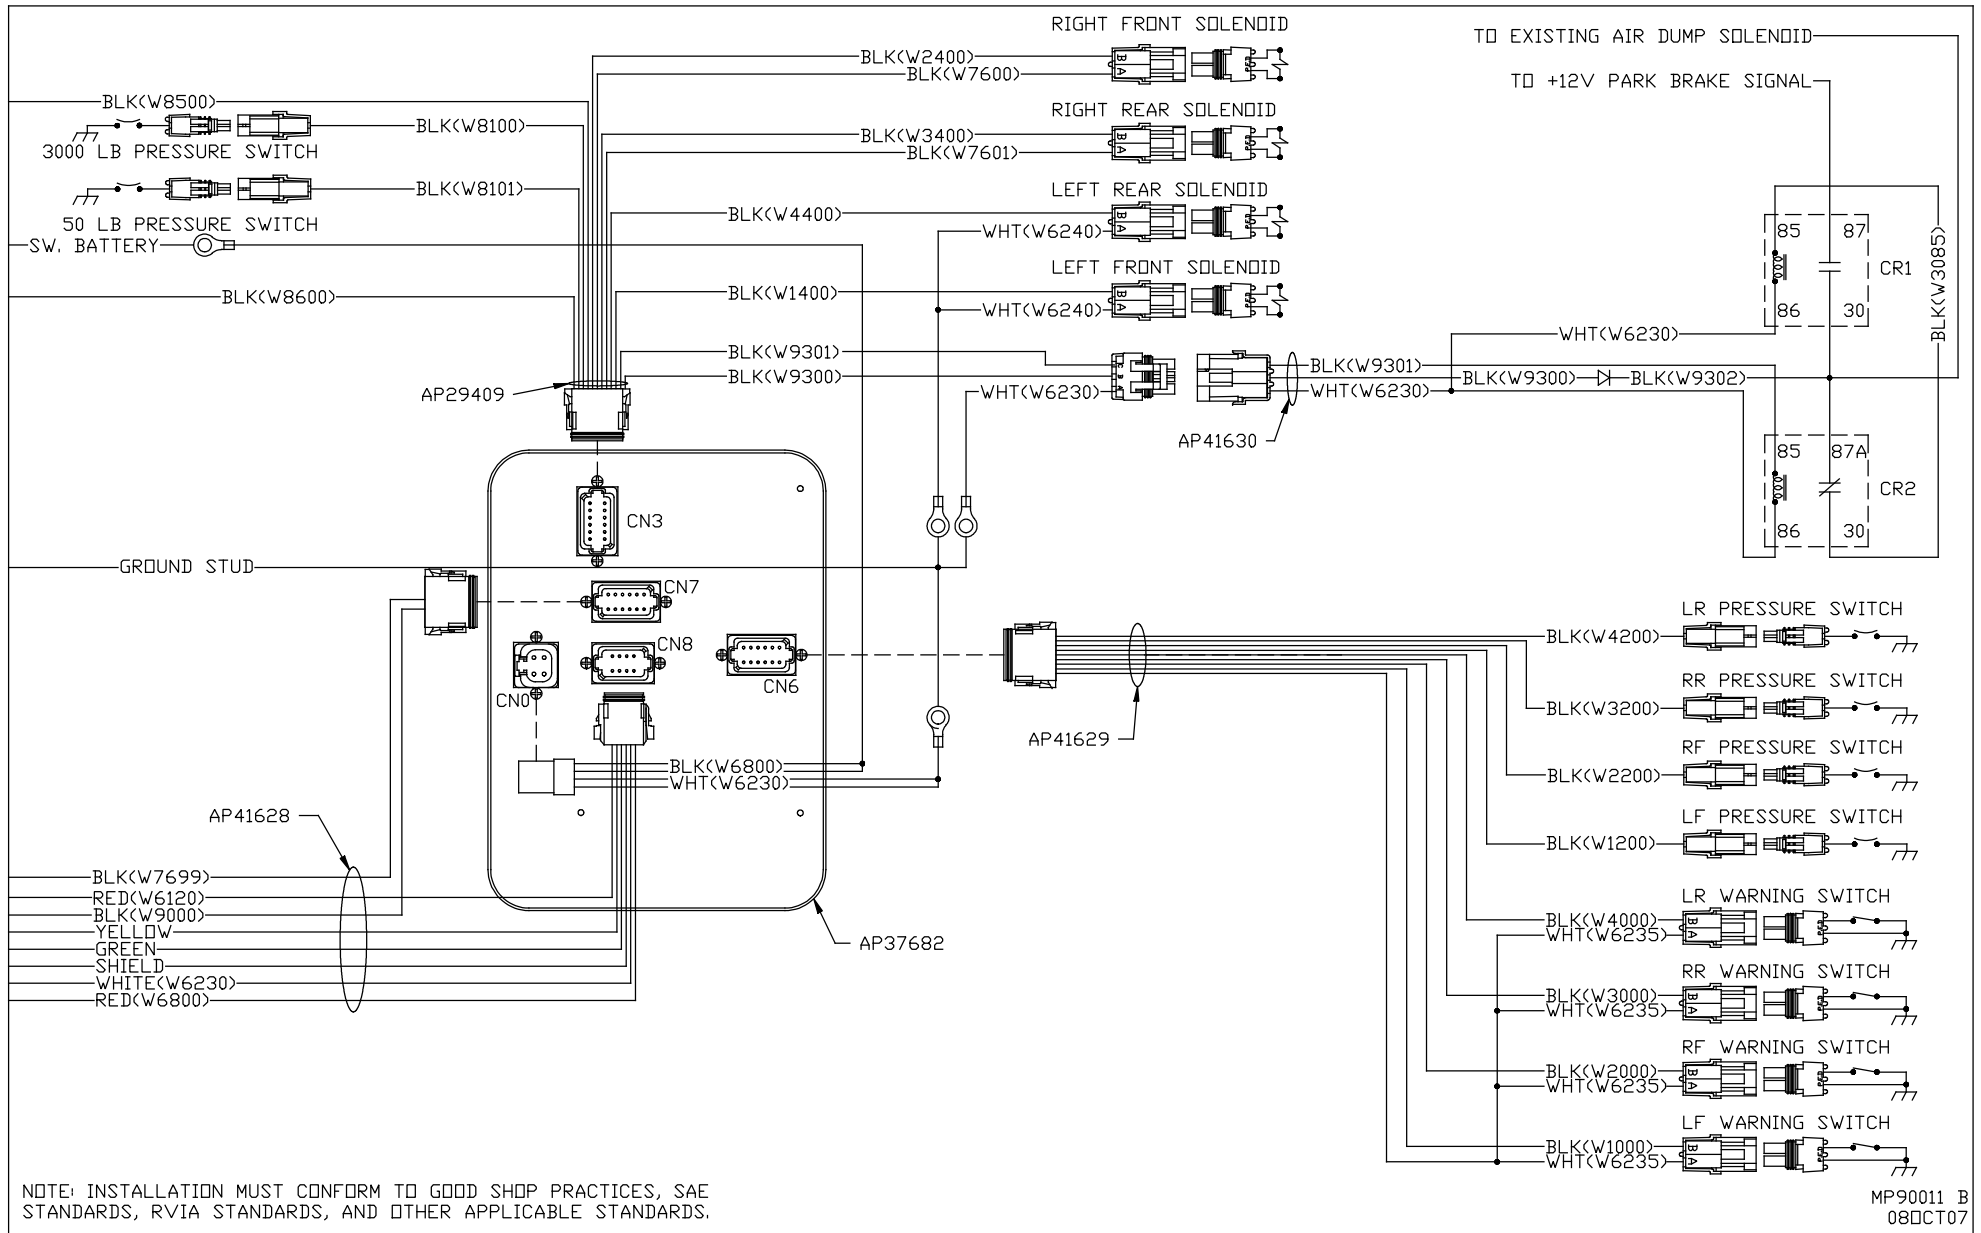 RIGHT FRONT SOLENOID
BLK(W2400)
BLK(W7600)
B
A
TO EXISTING AIR DUMP SOLENOID
TO +12V PARK BRAKE SIGNAL
BLK(W8500)
3000 LB PRESSURE SWITCH
BLK(W8100)
RIGHT REAR SOLENOID
BLK(W3400)
BLK(W7601)
B
A
BLK(W8101)
50 LB PRESSURE SWITCH
SW. BATTERY
LEFT REAR SOLENOID
BLK(W4400)
WHT(W6240)
B
A
BLK(W8600)
LEFT FRONT SOLENOID
BLK(W1400)
WHT(W6240)
B
A
85
87
CR1
86
30
BLK(W3085)
WHT(W6230)
BLK(W9301)
BLK(W9300)
WHT(W6230)
C
B
A
BLK(W9301)
BLK(W9300)
BLK(W9302)
WHT(W6230)
AP29409
AP41630
85
87A
CR2
86
30
CN3
GROUND STUD
CN7
CN8
CN6
CN0
BLK(W6800)
WHT(W6230)
AP41628
AP41629
AP37682
BLK(W7699)
RED(W6120)
BLK(W9000)
YELLOW
GREEN
SHIELD
WHITE(W6230)
RED(W6800)
LR PRESSURE SWITCH
BLK(W4200)
RR PRESSURE SWITCH
BLK(W3200)
RF PRESSURE SWITCH
BLK(W2200)
LF PRESSURE SWITCH
BLK(W1200)
LR WARNING SWITCH
BLK(W4000)
WHT(W6235)
B
A
RR WARNING SWITCH
BLK(W3000)
WHT(W6235)
B
A
RF WARNING SWITCH
BLK(W2000)
WHT(W6235)
B
A
LF WARNING SWITCH
BLK(W1000)
WHT(W6235)
B
A
NOTE: INSTALLATION MUST CONFORM TO GOOD SHOP PRACTICES, SAE
STANDARDS, RVIA STANDARDS, AND OTHER APPLICABLE STANDARDS.
MP90011 B
08OCT07